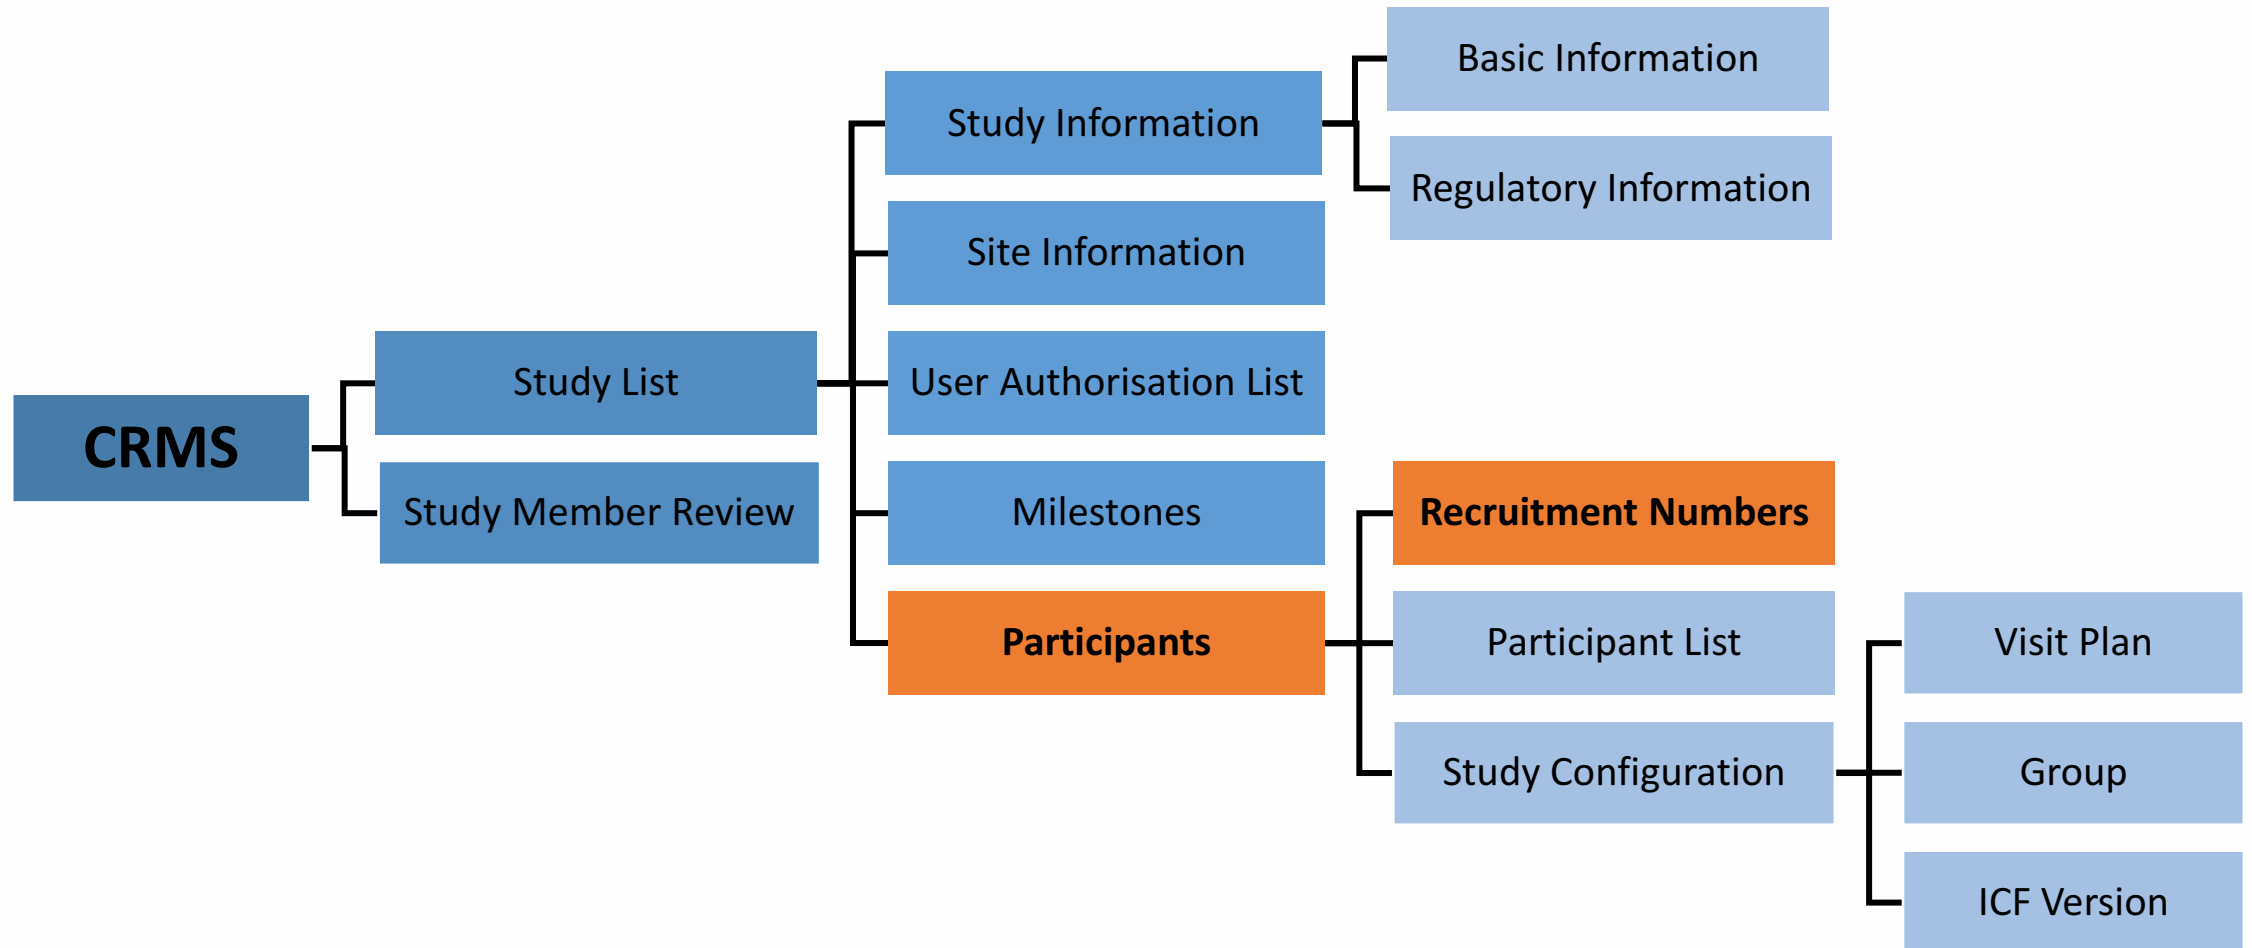 CRMS
Study List
Study Member Review
Study Information
Site Information
User Authorisation List
Milestones
Participants
Basic Information
Regulatory Information
Recruitment Numbers
Participant List
Study Configuration
Visit Plan
Group
ICF Version